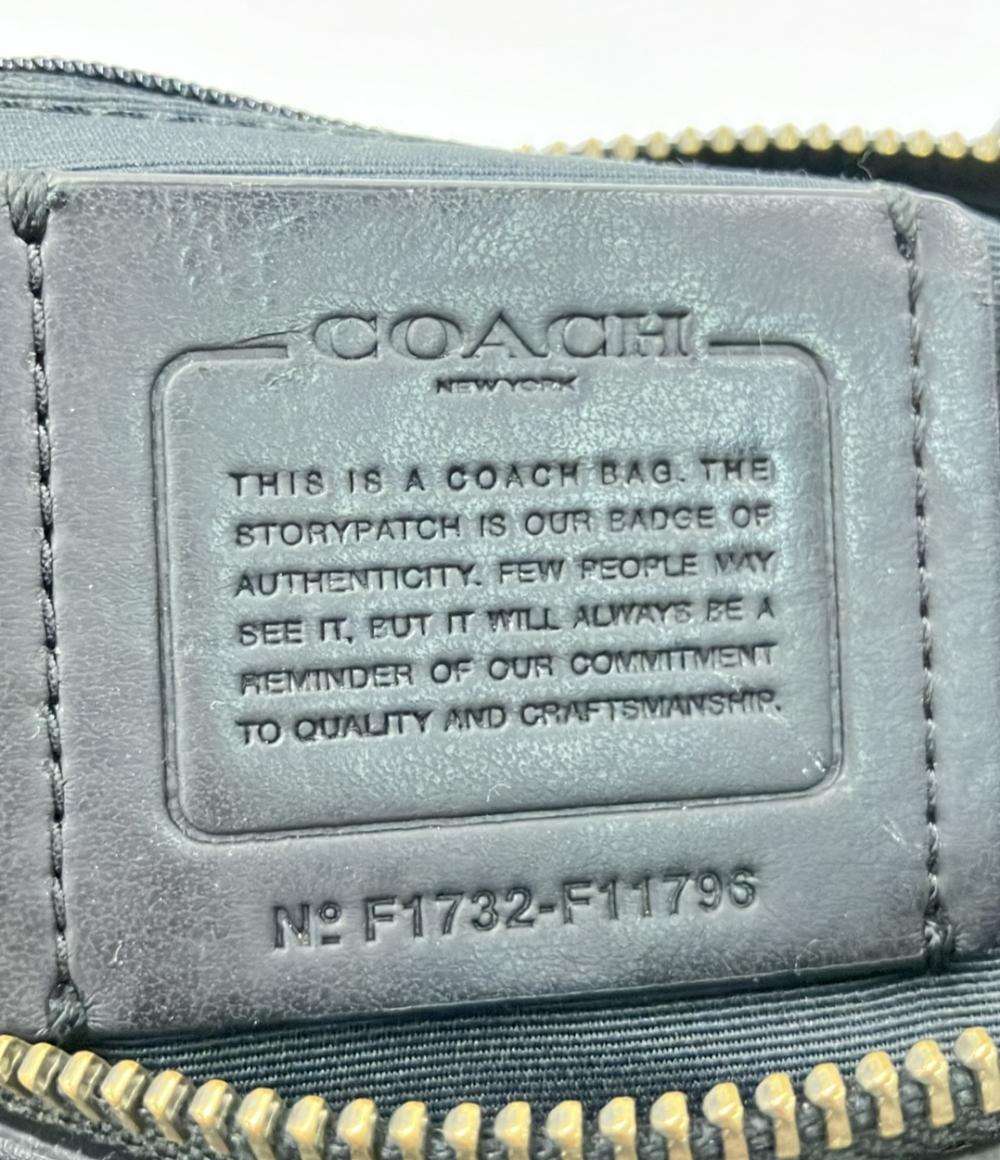 COACH
NEW YORK
THIS IS A COACH BAG. THE
STORYPATCH IS OUR BADGE OF
AUTHENTICITY. FEW PEOPLE MAY
SEE IT, BUT IT WILL ALWAYS BE A
REMINDER OF OUR COMMITMENT
TO QUALITY AND CRAFTSMANSHIP.
Nº F1732-F11796